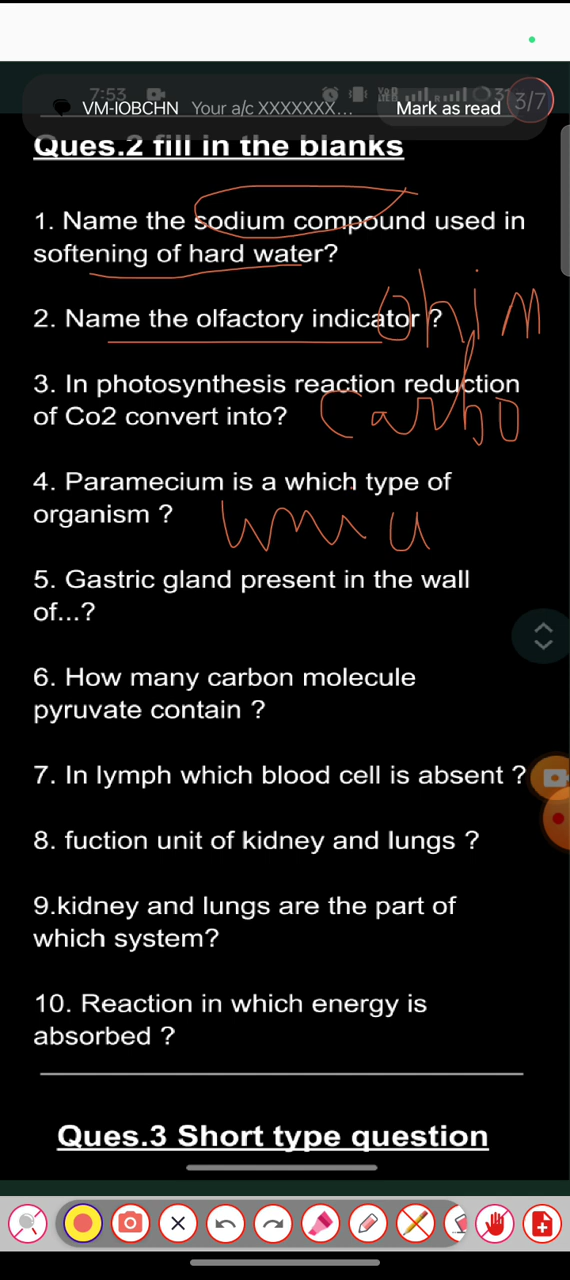 7:53
VM-IOBCHN Your a/c XXXXXXX... Mark as read 3/7
Ques.2 fill in the blanks
1. Name the sodium compound used in
softening of hard water?
2. Name the olfactory indicator ?
3. In photosynthesis reaction reduction
of Co2 convert into?
Carbo
4. Paramecium is a which type of
organism ?
5. Gastric gland present in the wall
of...?
6. How many carbon molecule
pyruvate contain ?
7. In lymph which blood cell is absent ?
8. fuction unit of kidney and lungs ?
9.kidney and lungs are the part of
which system?
10. Reaction in which energy is
absorbed ?
Ques.3 Short type question